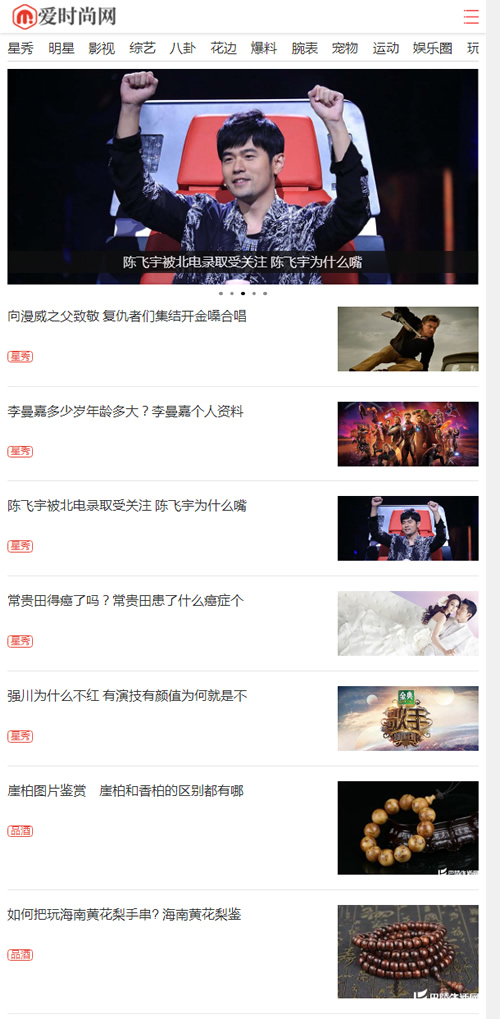 爱时尚网
星秀 明星 影视 综艺 八卦 花边 爆料 腕表 宠物 运动 娱乐圈 玩
陈飞宇被北电录取受关注 陈飞宇为什么嘴
向漫威之父致敬 复仇者们集结开金嗓合唱
星秀
李曼嘉多少岁年龄多大？李曼嘉个人资料
星秀
陈飞宇被北电录取受关注 陈飞宇为什么嘴
星秀
常贵田得癌了吗？常贵田患了什么癌症个
星秀
强川为什么不红 有演技有颜值为何就是不
金典
歌手
星秀
崖柏图片鉴赏　崖柏和香柏的区别都有哪
品酒
如何把玩海南黄花梨手串? 海南黄花梨鉴
品酒